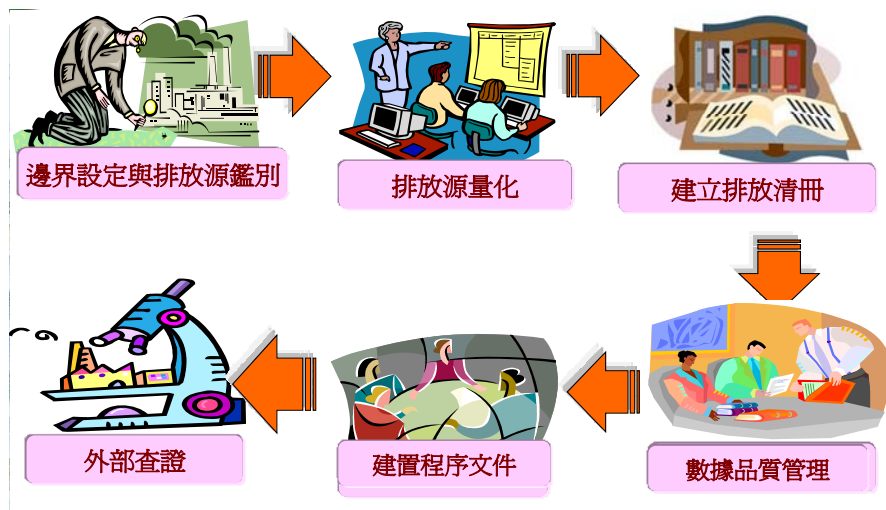 邊界設定與排放源鑑別
排放源量化
建立排放清冊
數據品質管理
建置程序文件
外部查證